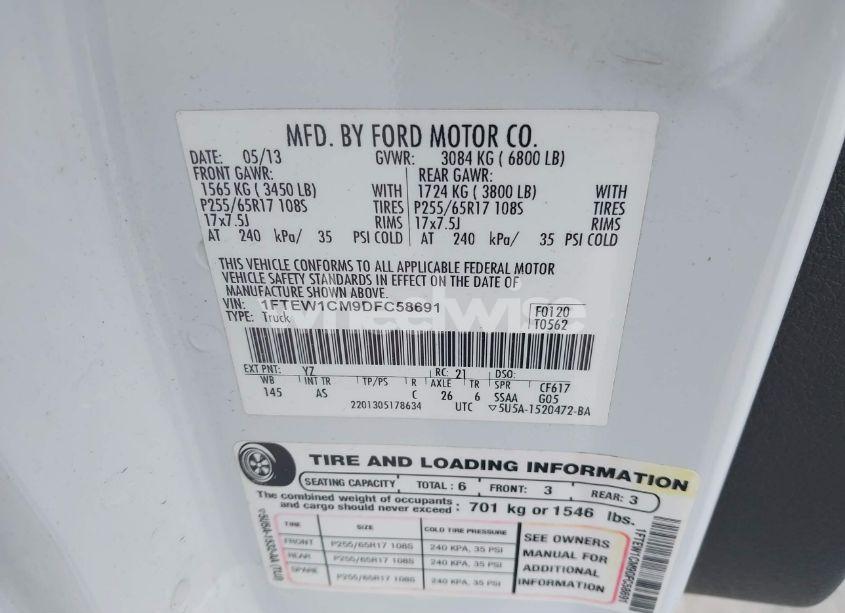 MFD. BY FORD MOTOR CO.
DATE: 05/13 GVWR: 3084 KG ( 6800 LB)
FRONT GAWR: REAR GAWR:
1565 KG ( 3450 LB) WITH 1724 KG ( 3800 LB) WITH
P255/65R17 108S TIRES P255/65R17 108S TIRES
17x7.5J RIMS 17x7.5J RIMS
AT 240 kPa/ 35 PSI COLD AT 240 kPa/ 35 PSI COLD
THIS VEHICLE CONFORMS TO ALL APPLICABLE FEDERAL MOTOR
VEHICLE SAFETY STANDARDS IN EFFECT ON THE DATE OF
MANUFACTURE SHOWN ABOVE.
VIN: 1FTEW1CM9DFC58691 F0120
TYPE: Truck T0562
wheelwise
EXT PNT: YZ RC: 21 DSO:
WB INT TR TP/PS R AXLE TR SPR CF617
145 AS C 26 6 SSAA G05
2201305178634 UTC ▽5U5A-1520472-BA
TIRE AND LOADING INFORMATION
SEATING CAPACITY TOTAL : 6 FRONT: 3 REAR: 3
The combined weight of occupants
and cargo should never exceed : 701 kg or 1546 lbs.
TIRE SIZE COLD TIRE PRESSURE
FRONT P255/65R17 108S 240 KPA, 35 PSI
REAR P255/65R17 108S 240 KPA, 35 PSI
SPARE P255/65R17 108S 240 KPA, 35 PSI
SEE OWNERS
MANUAL FOR
ADDITIONAL
INFORMATION
1FTEW1CM9DFC58691